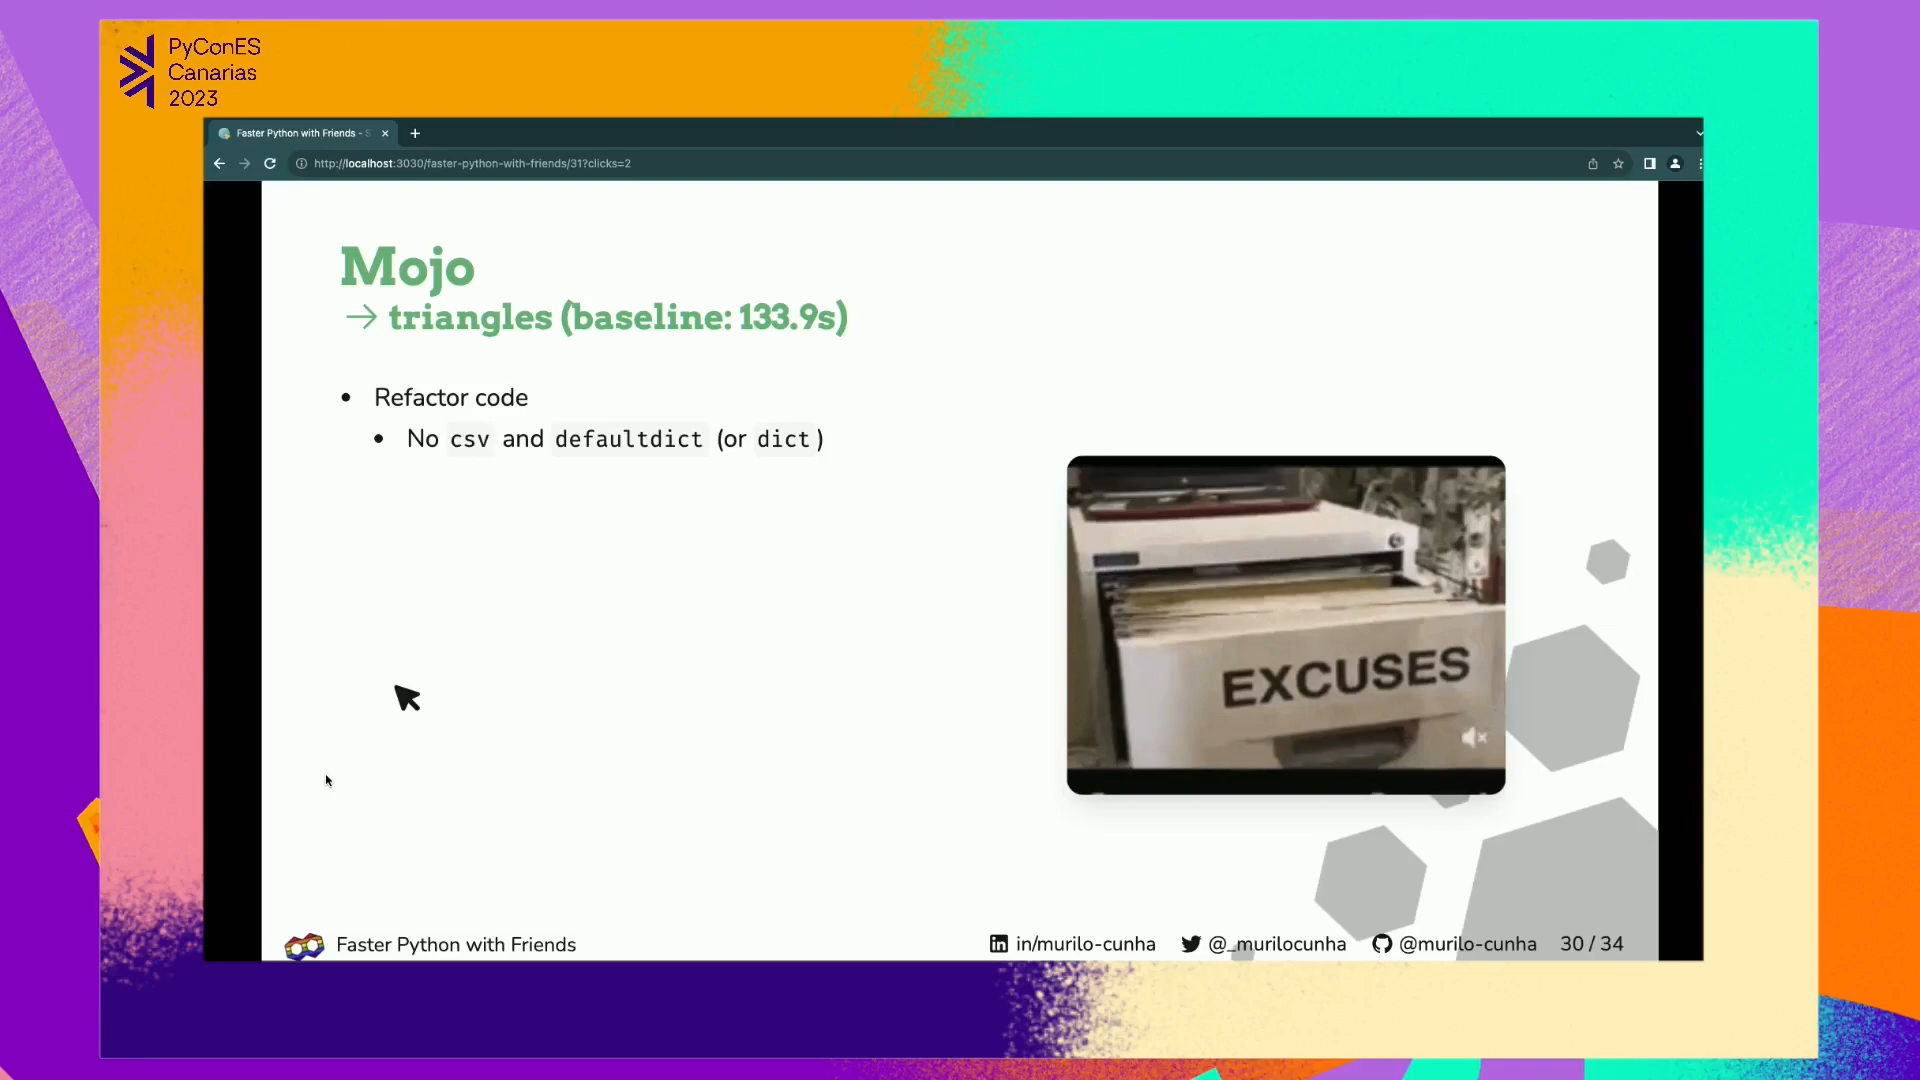 PyConES
Canarias
2023
Faster Python with Friends - S
http://localhost:3030/faster-python-with-friends/31?clicks=2
Mojo
→ triangles (baseline: 133.9s)
• Refactor code
• No csv and defaultdict (or dict)
EXCUSES
Faster Python with Friends
in/murilo-cunha
@_murilocunha
@murilo-cunha
30 / 34